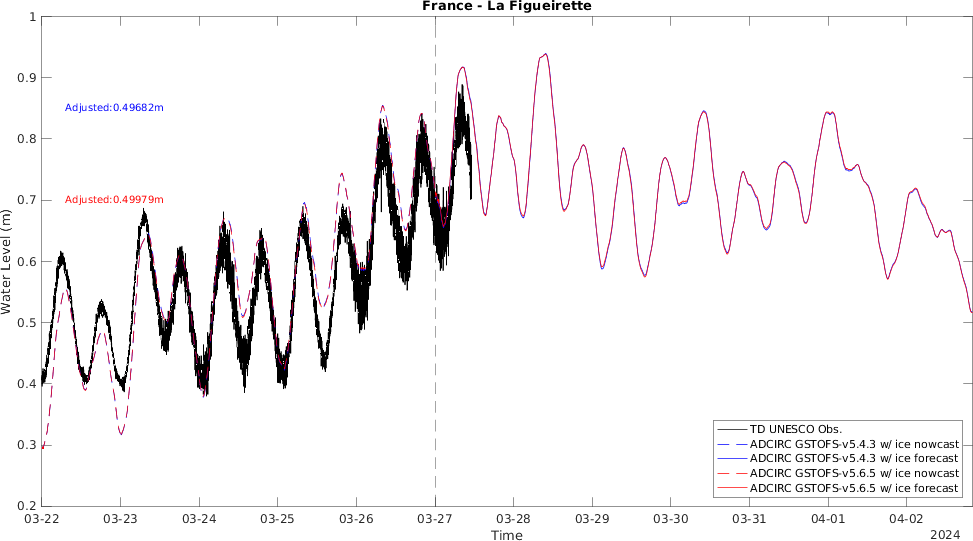 France - La Figueirette
1
0.9
0.8
0.7
0.6
0.5
0.4
0.3
0.2
Water Level (m)
Adjusted:0.49682m
Adjusted:0.49979m
TD UNESCO Obs.
ADCIRC GSTOFS-v5.4.3 w/ ice nowcast
ADCIRC GSTOFS-v5.4.3 w/ ice forecast
ADCIRC GSTOFS-v5.6.5 w/ ice nowcast
ADCIRC GSTOFS-v5.6.5 w/ ice forecast
03-22 03-23 03-24 03-25 03-26 03-27 03-28 03-29 03-30 03-31 04-01 04-02
Time
2024